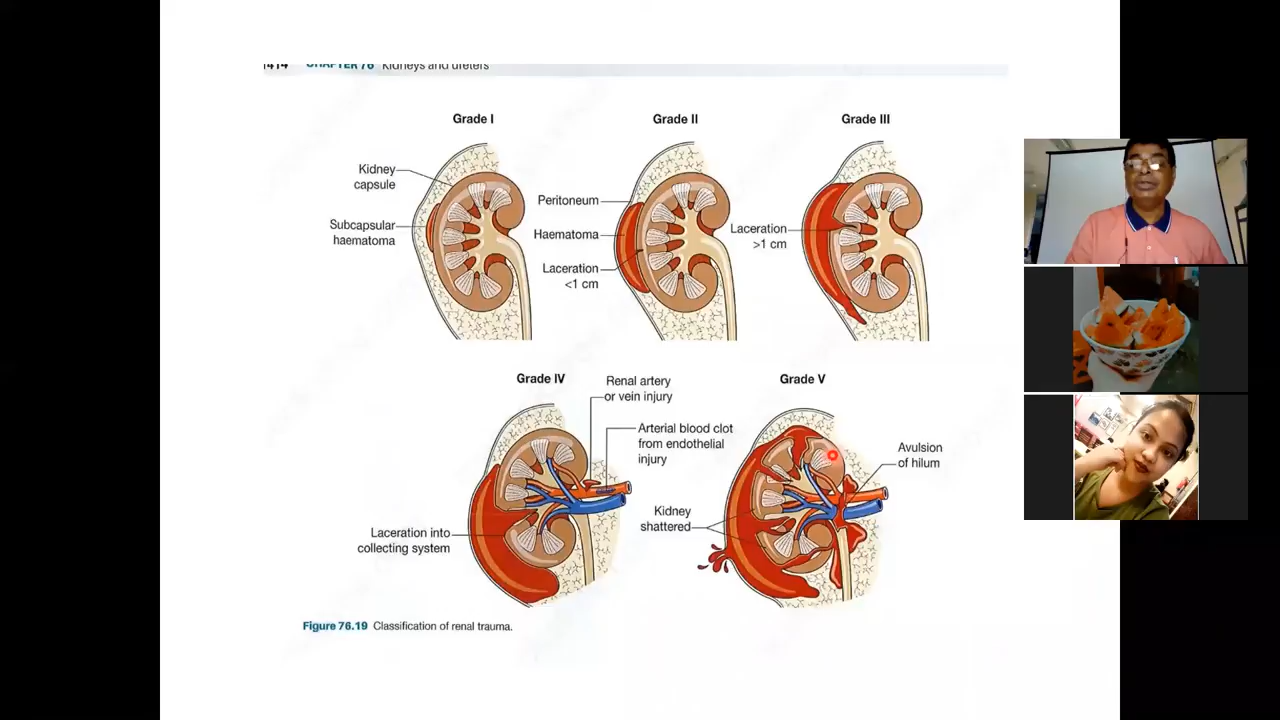 1414 CHAPTER 76 Kidneys and ureters
Grade I
Grade II
Grade III
Kidney
capsule
Subcapsular
haematoma
Peritoneum
Haematoma
Laceration
<1 cm
Laceration
>1 cm
Grade IV
Renal artery
or vein injury
Arterial blood clot
from endothelial
injury
Laceration into
collecting system
Grade V
Avulsion
of hilum
Kidney
shattered
Figure 76.19 Classification of renal trauma.